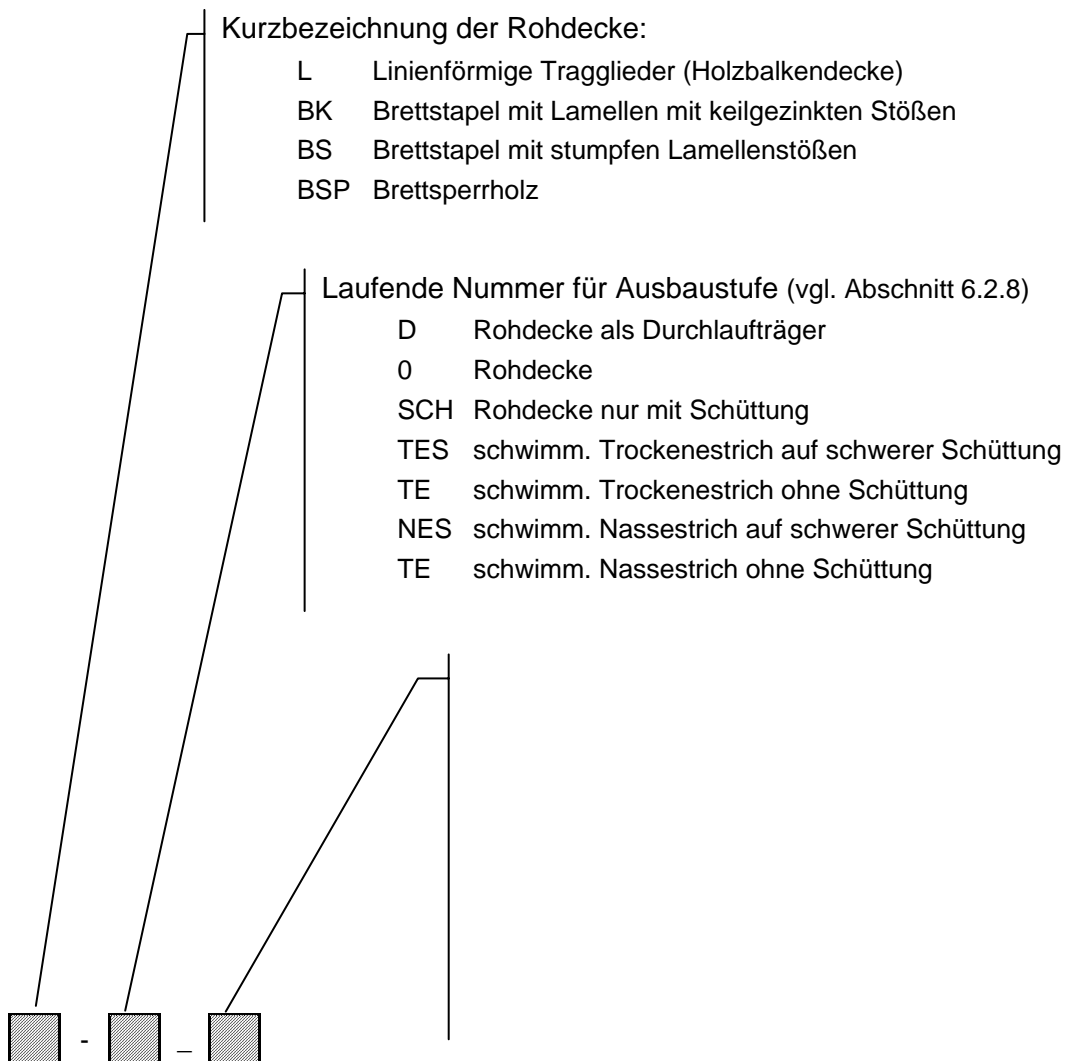 Kurzbezeichnung der Rohdecke:
L Linienförmige Tragglieder (Holzbalkendecke)
BK Brettstapel mit Lamellen mit keilgezinkten Stößen
BS Brettstapel mit stumpfen Lamellenstößen
BSP Brettsperrholz
Laufende Nummer für Ausbaustufe (vgl. Abschnitt 6.2.8)
D Rohdecke als Durchlaufträger
0 Rohdecke
SCH Rohdecke nur mit Schüttung
TES schwimm. Trockenestrich auf schwerer Schüttung
TE schwimm. Trockenestrich ohne Schüttung
NES schwimm. Nassestrich auf schwerer Schüttung
TE schwimm. Nassestrich ohne Schüttung
- _